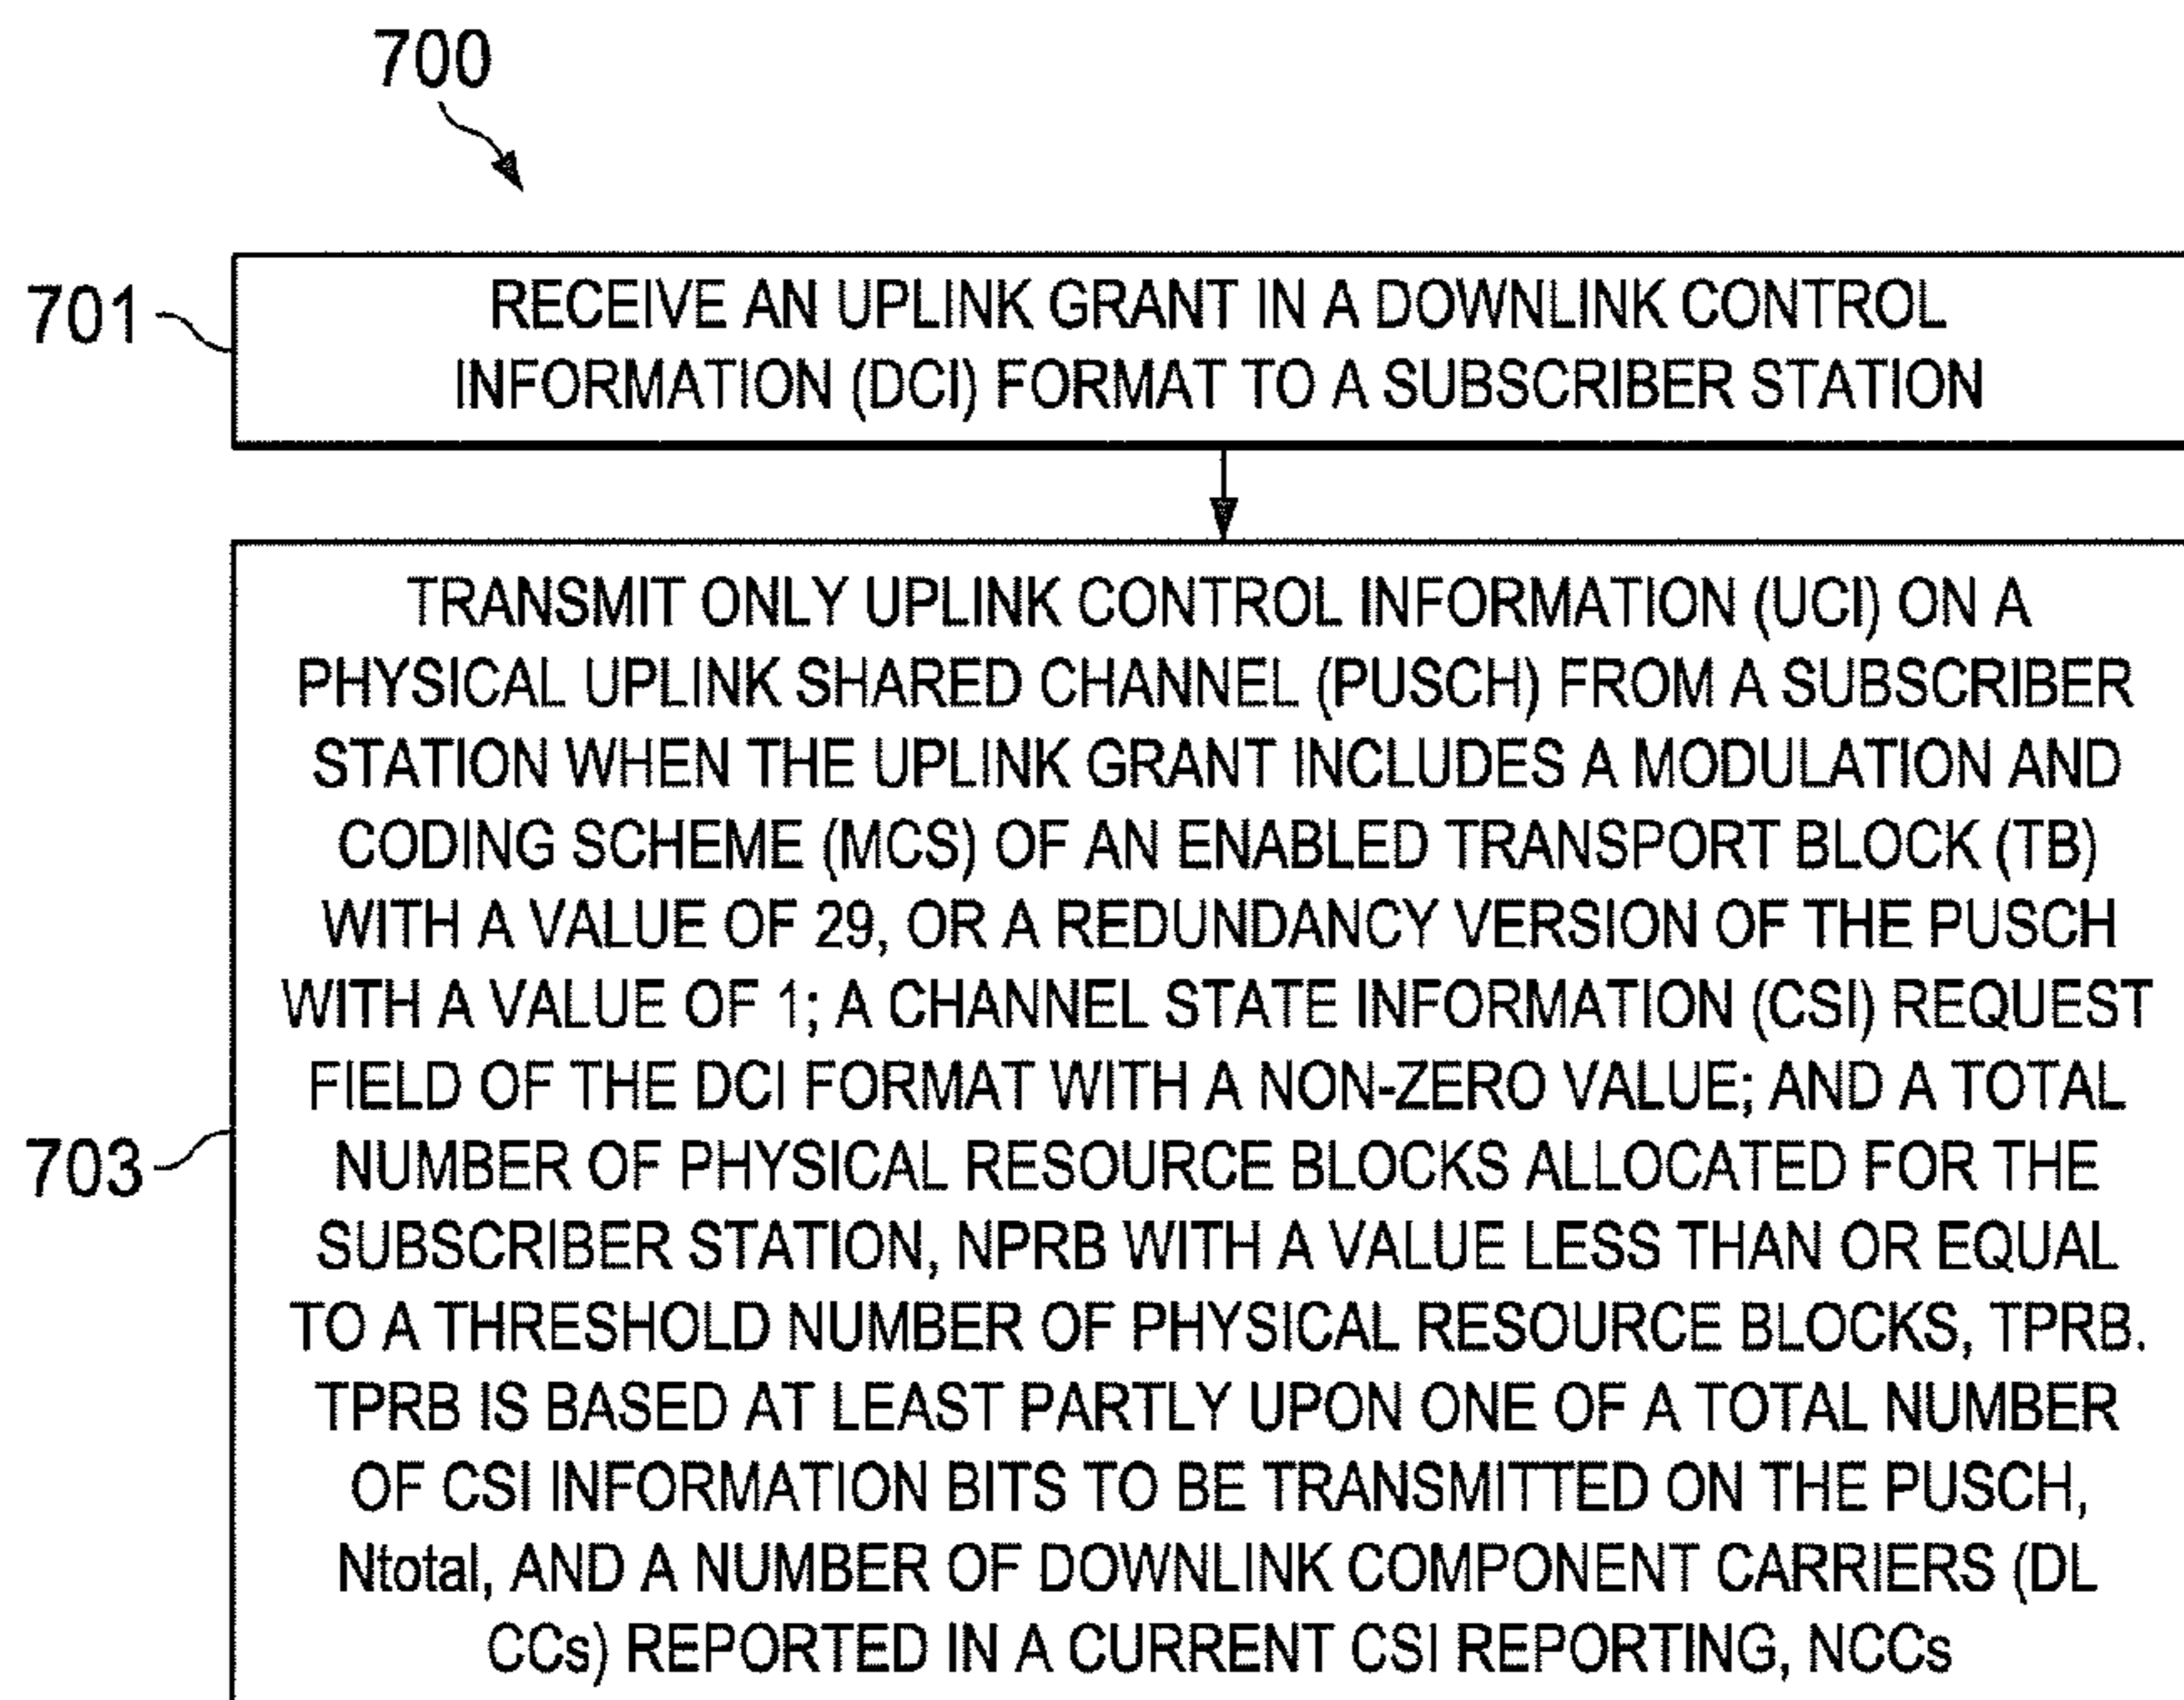 700
701
RECEIVE AN UPLINK GRANT IN A DOWNLINK CONTROL
INFORMATION (DCI) FORMAT TO A SUBSCRIBER STATION
703
TRANSMIT ONLY UPLINK CONTROL INFORMATION (UCI) ON A
PHYSICAL UPLINK SHARED CHANNEL (PUSCH) FROM A SUBSCRIBER
STATION WHEN THE UPLINK GRANT INCLUDES A MODULATION AND
CODING SCHEME (MCS) OF AN ENABLED TRANSPORT BLOCK (TB)
WITH A VALUE OF 29, OR A REDUNDANCY VERSION OF THE PUSCH
WITH A VALUE OF 1; A CHANNEL STATE INFORMATION (CSI) REQUEST
FIELD OF THE DCI FORMAT WITH A NON-ZERO VALUE; AND A TOTAL
NUMBER OF PHYSICAL RESOURCE BLOCKS ALLOCATED FOR THE
SUBSCRIBER STATION, NPRB WITH A VALUE LESS THAN OR EQUAL
TO A THRESHOLD NUMBER OF PHYSICAL RESOURCE BLOCKS, TPRB.
TPRB IS BASED AT LEAST PARTLY UPON ONE OF A TOTAL NUMBER
OF CSI INFORMATION BITS TO BE TRANSMITTED ON THE PUSCH,
Ntotal, AND A NUMBER OF DOWNLINK COMPONENT CARRIERS (DL
CCs) REPORTED IN A CURRENT CSI REPORTING, NCCs